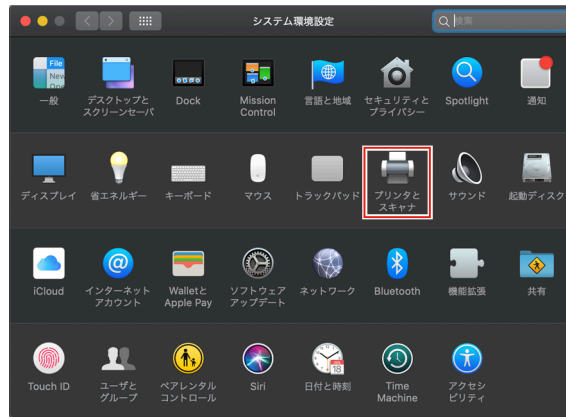 システム環境設定
検索
File
New
一般
デスクトップと
スクリーンセーバ
Dock
Mission
Control
言語と地域
セキュリティと
プライバシー
Spotlight
通知
ディスプレイ
省エネルギー
キーボード
マウス
トラックパッド
プリンタと
スキャナ
サウンド
起動ディスク
iCloud
インターネット
アカウント
Walletと
Apple Pay
ソフトウェア
アップデート
ネットワーク
Bluetooth
機能拡張
共有
Touch ID
ユーザと
グループ
ペアレンタル
コントロール
Siri
18
日付と時刻
Time
Machine
アクセシ
ビリティ